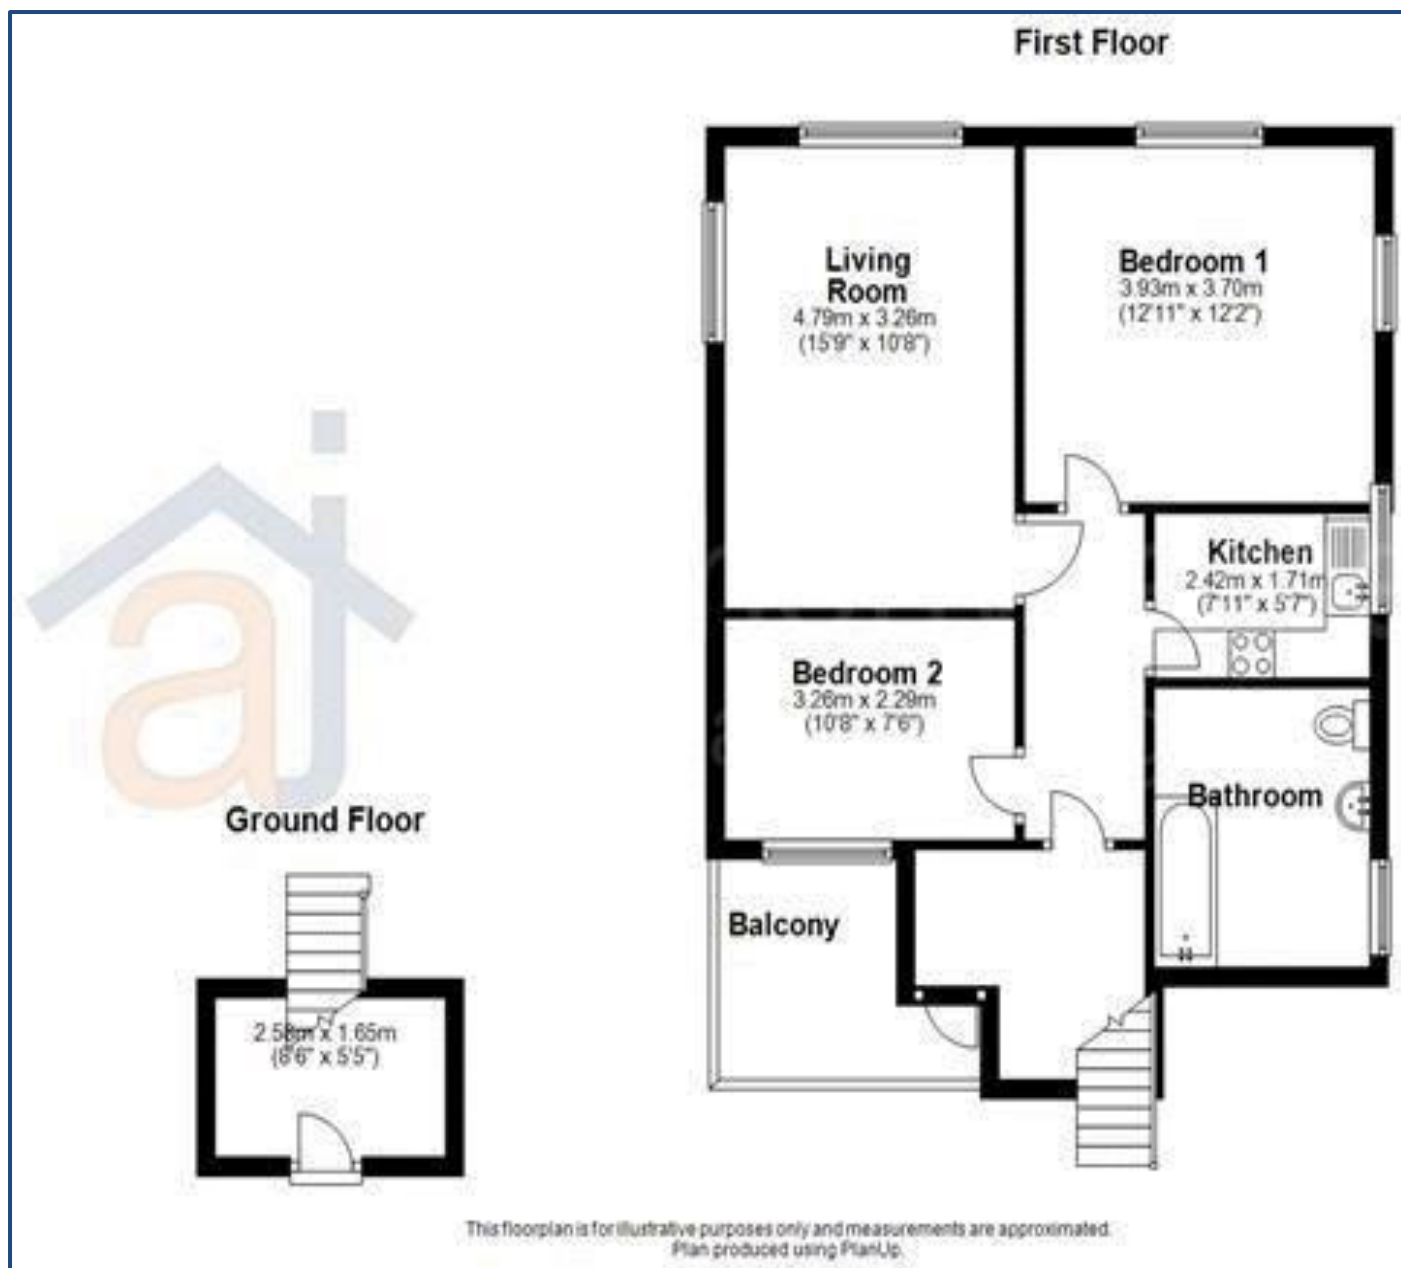 First Floor
Living
Room
4.79m x 3.26m
(15'9" x 10'8")
Bedroom 1
3.93m x 3.70m
(12'11" x 12'2")
Kitchen
2.42m x 1.71m
(7'11" x 5'7")
Bedroom 2
3.26m x 2.29m
(10'8" x 7'6")
Bathroom
Balcony
aj
Ground Floor
2.58m x 1.65m
(8'6" x 5'5")
This floorplan is for illustrative purposes only and measurements are approximated.
Plan produced using PlanUp.